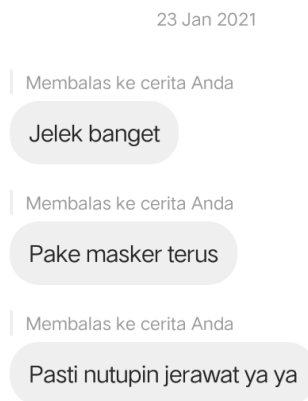 23 Jan 2021
Membalas ke cerita Anda
Jelek banget
Membalas ke cerita Anda
Pake masker terus
Membalas ke cerita Anda
Pasti nutupin jerawat ya ya